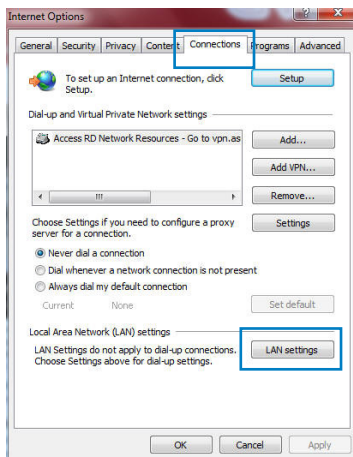 Internet Options
General Security Privacy Content Connections Programs Advanced
To set up an Internet connection, click
Setup.
Setup
Dial-up and Virtual Private Network settings
Access RD Network Resources - Go to vpn.as
Add...
Add VPN...
Remove...
Choose Settings if you need to configure a proxy
server for a connection.
Settings
Never dial a connection
Dial whenever a network connection is not present
Always dial my default connection
Current None
Set default
Local Area Network (LAN) settings
LAN Settings do not apply to dial-up connections.
Choose Settings above for dial-up settings.
LAN settings
OK Cancel Apply